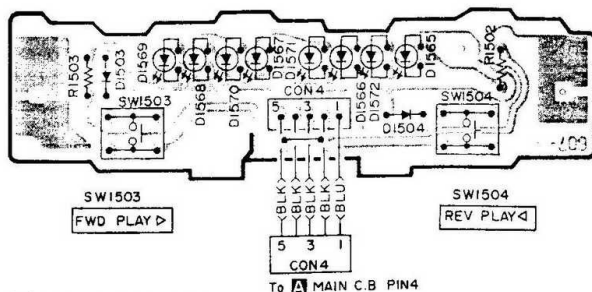 R1503
D1503
D1569
D1568
D1570
D1567
D1571
D1566
D1572
D1565
R1502
SW1503
CON4
5 3 1
D1504
SW1504
-709
BLK
BLK
BLK
BLK
BLU
SW1503
FWD PLAY ▷
SW1504
REV PLAY ◁
5 3 1
CON4
To A MAIN C.B PIN4